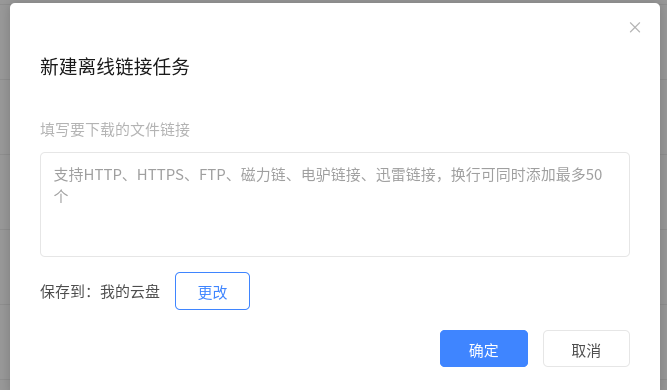 新建离线链接任务
填写要下载的文件链接
支持HTTP、HTTPS、FTP、磁力链、电驴链接、迅雷链接，换行可同时添加最多50
个
保存到：我的云盘 更改
确定 取消